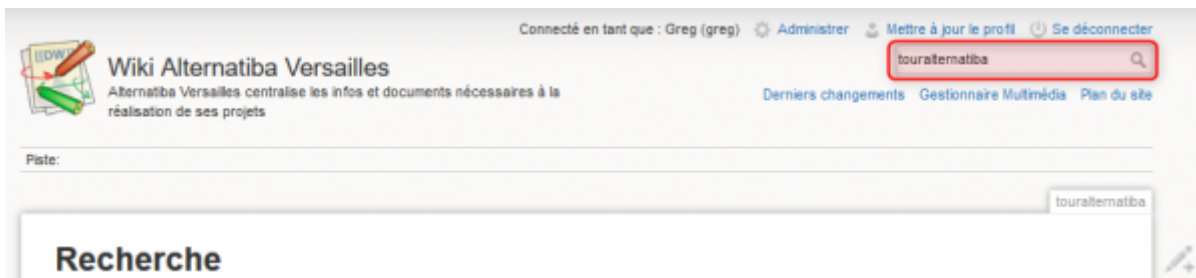 Connecté en tant que : Greg (greg) Administrer Mettre à jour le profil Se déconnecter
touralternatiba
[[DW]]
Wiki Alternatiba Versailles
Alternatiba Versailles centralise les infos et documents nécessaires à la
réalisation de ses projets
Derniers changements Gestionnaire Multimédia Plan du site
Piste:
touralternatiba
Recherche